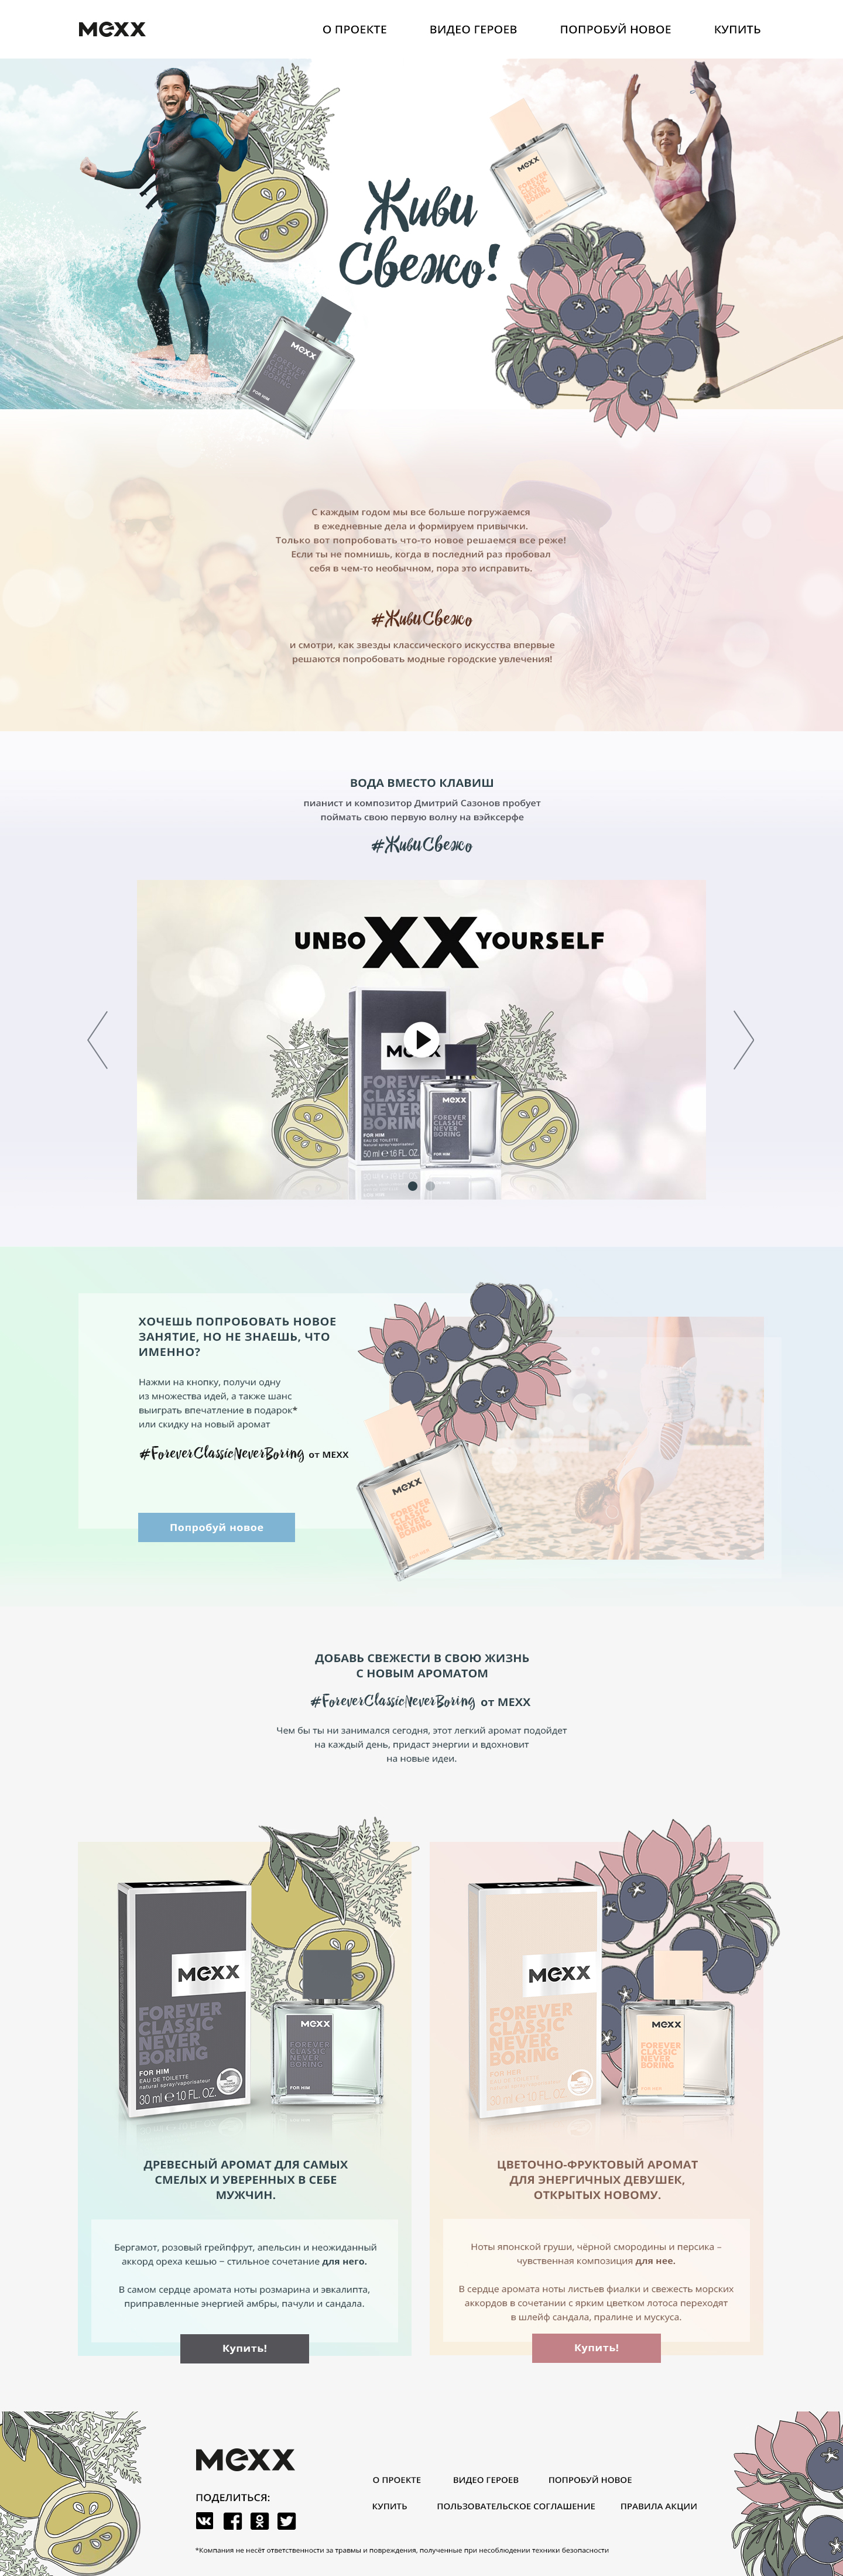 mexx
О ПРОЕКТЕ ВИДЕО ГЕРОЕВ ПОПРОБУЙ НОВОЕ КУПИТЬ
Живи
Свежо!
MEXX
FOREVER
CLASSIC
NEVER
BORING
mexx
FOREVER
CLASSIC
NEVER
BORING
FOR HIM
С каждым годом мы все больше погружаемся
в ежедневные дела и формируем привычки.
Только вот попробовать что-то новое решаемся все реже!
Если ты не помнишь, когда в последний раз пробовал
себя в чем-то необычном, пора это исправить.
#ЖивиСвежо
и смотри, как звезды классического искусства впервые
решаются попробовать модные городские увлечения!
ВОДА ВМЕСТО КЛАВИШ
пианист и композитор Дмитрий Сазонов пробует
поймать свою первую волну на вэйксерфе
#ЖивиСвежо
UNBOXXYOURSELF
FOREVER
CLASSIC
NEVER
BORING
FOR HIM
EAU DE TOILETTE
Natural spray/vaporisateur
50 ml e 1.6 FL. OZ.
mexx
FOREVER
CLASSIC
NEVER
BORING
FOR HIM
ХОЧЕШЬ ПОПРОБОВАТЬ НОВОЕ
ЗАНЯТИЕ, НО НЕ ЗНАЕШЬ, ЧТО
ИМЕННО?
Нажми на кнопку, получи одну
из множества идей, а также шанс
выиграть впечатление в подарок*
или скидку на новый аромат
#ForeverClassicNeverBoring от MEXX
Попробуй новое
mexx
FOREVER
CLASSIC
NEVER
BORING
ДОБАВЬ СВЕЖЕСТИ В СВОЮ ЖИЗНЬ
С НОВЫМ АРОМАТОМ
#ForeverClassicNeverBoring от MEXX
Чем бы ты ни занимался сегодня, этот легкий аромат подойдет
на каждый день, придаст энергии и вдохновит
на новые идеи.
mexx
FOREVER
CLASSIC
NEVER
BORING
FOR HIM
EAU DE TOILETTE
natural spray/vaporisateur
30 ml e 1.0 FL. OZ.
mexx
FOREVER
CLASSIC
NEVER
BORING
FOR HIM
ДРЕВЕСНЫЙ АРОМАТ ДЛЯ САМЫХ
СМЕЛЫХ И УВЕРЕННЫХ В СЕБЕ
МУЖЧИН.
Бергамот, розовый грейпфрут, апельсин и неожиданный
аккорд ореха кешью – стильное сочетание для него.
В самом сердце аромата ноты розмарина и эвкалипта,
приправленные энергией амбры, пачули и сандала.
Купить!
mexx
FOREVER
CLASSIC
NEVER
BORING
FOR HER
EAU DE TOILETTE
30 ml e 1.0 FL. OZ.
mexx
FOREVER
CLASSIC
NEVER
BORING
ЦВЕТОЧНО-ФРУКТОВЫЙ АРОМАТ
ДЛЯ ЭНЕРГИЧНЫХ ДЕВУШЕК,
ОТКРЫТЫХ НОВОМУ.
Ноты японской груши, чёрной смородины и персика –
чувственная композиция для нее.
В сердце аромата ноты листьев фиалки и свежесть морских
аккордов в сочетании с ярким цветком лотоса переходят
в шлейф сандала, пралине и мускуса.
Купить!
mexx
ПОДЕЛИТЬСЯ:
О ПРОЕКТЕ ВИДЕО ГЕРОЕВ ПОПРОБУЙ НОВОЕ
КУПИТЬ ПОЛЬЗОВАТЕЛЬСКОЕ СОГЛАШЕНИЕ ПРАВИЛА АКЦИИ
*Компания не несёт ответственности за травмы и повреждения, полученные при несоблюдении техники безопасности